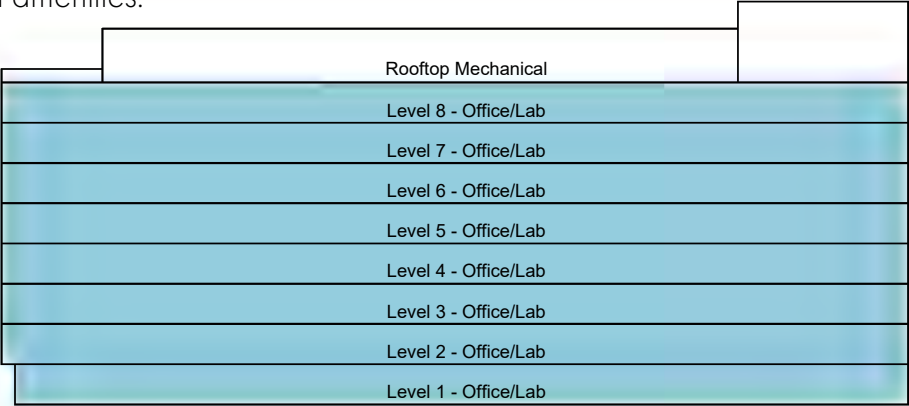 amenities.
Rooftop Mechanical
Level 8 - Office/Lab
Level 7 - Office/Lab
Level 6 - Office/Lab
Level 5 - Office/Lab
Level 4 - Office/Lab
Level 3 - Office/Lab
Level 2 - Office/Lab
Level 1 - Office/Lab